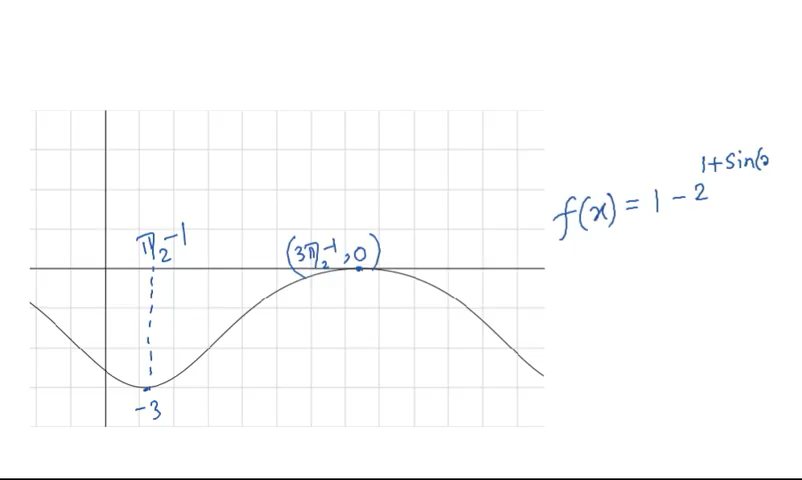 f(x) = 1 - 2^1+Sin(
π/2 -1
(3π/2 -1, 0)
-3